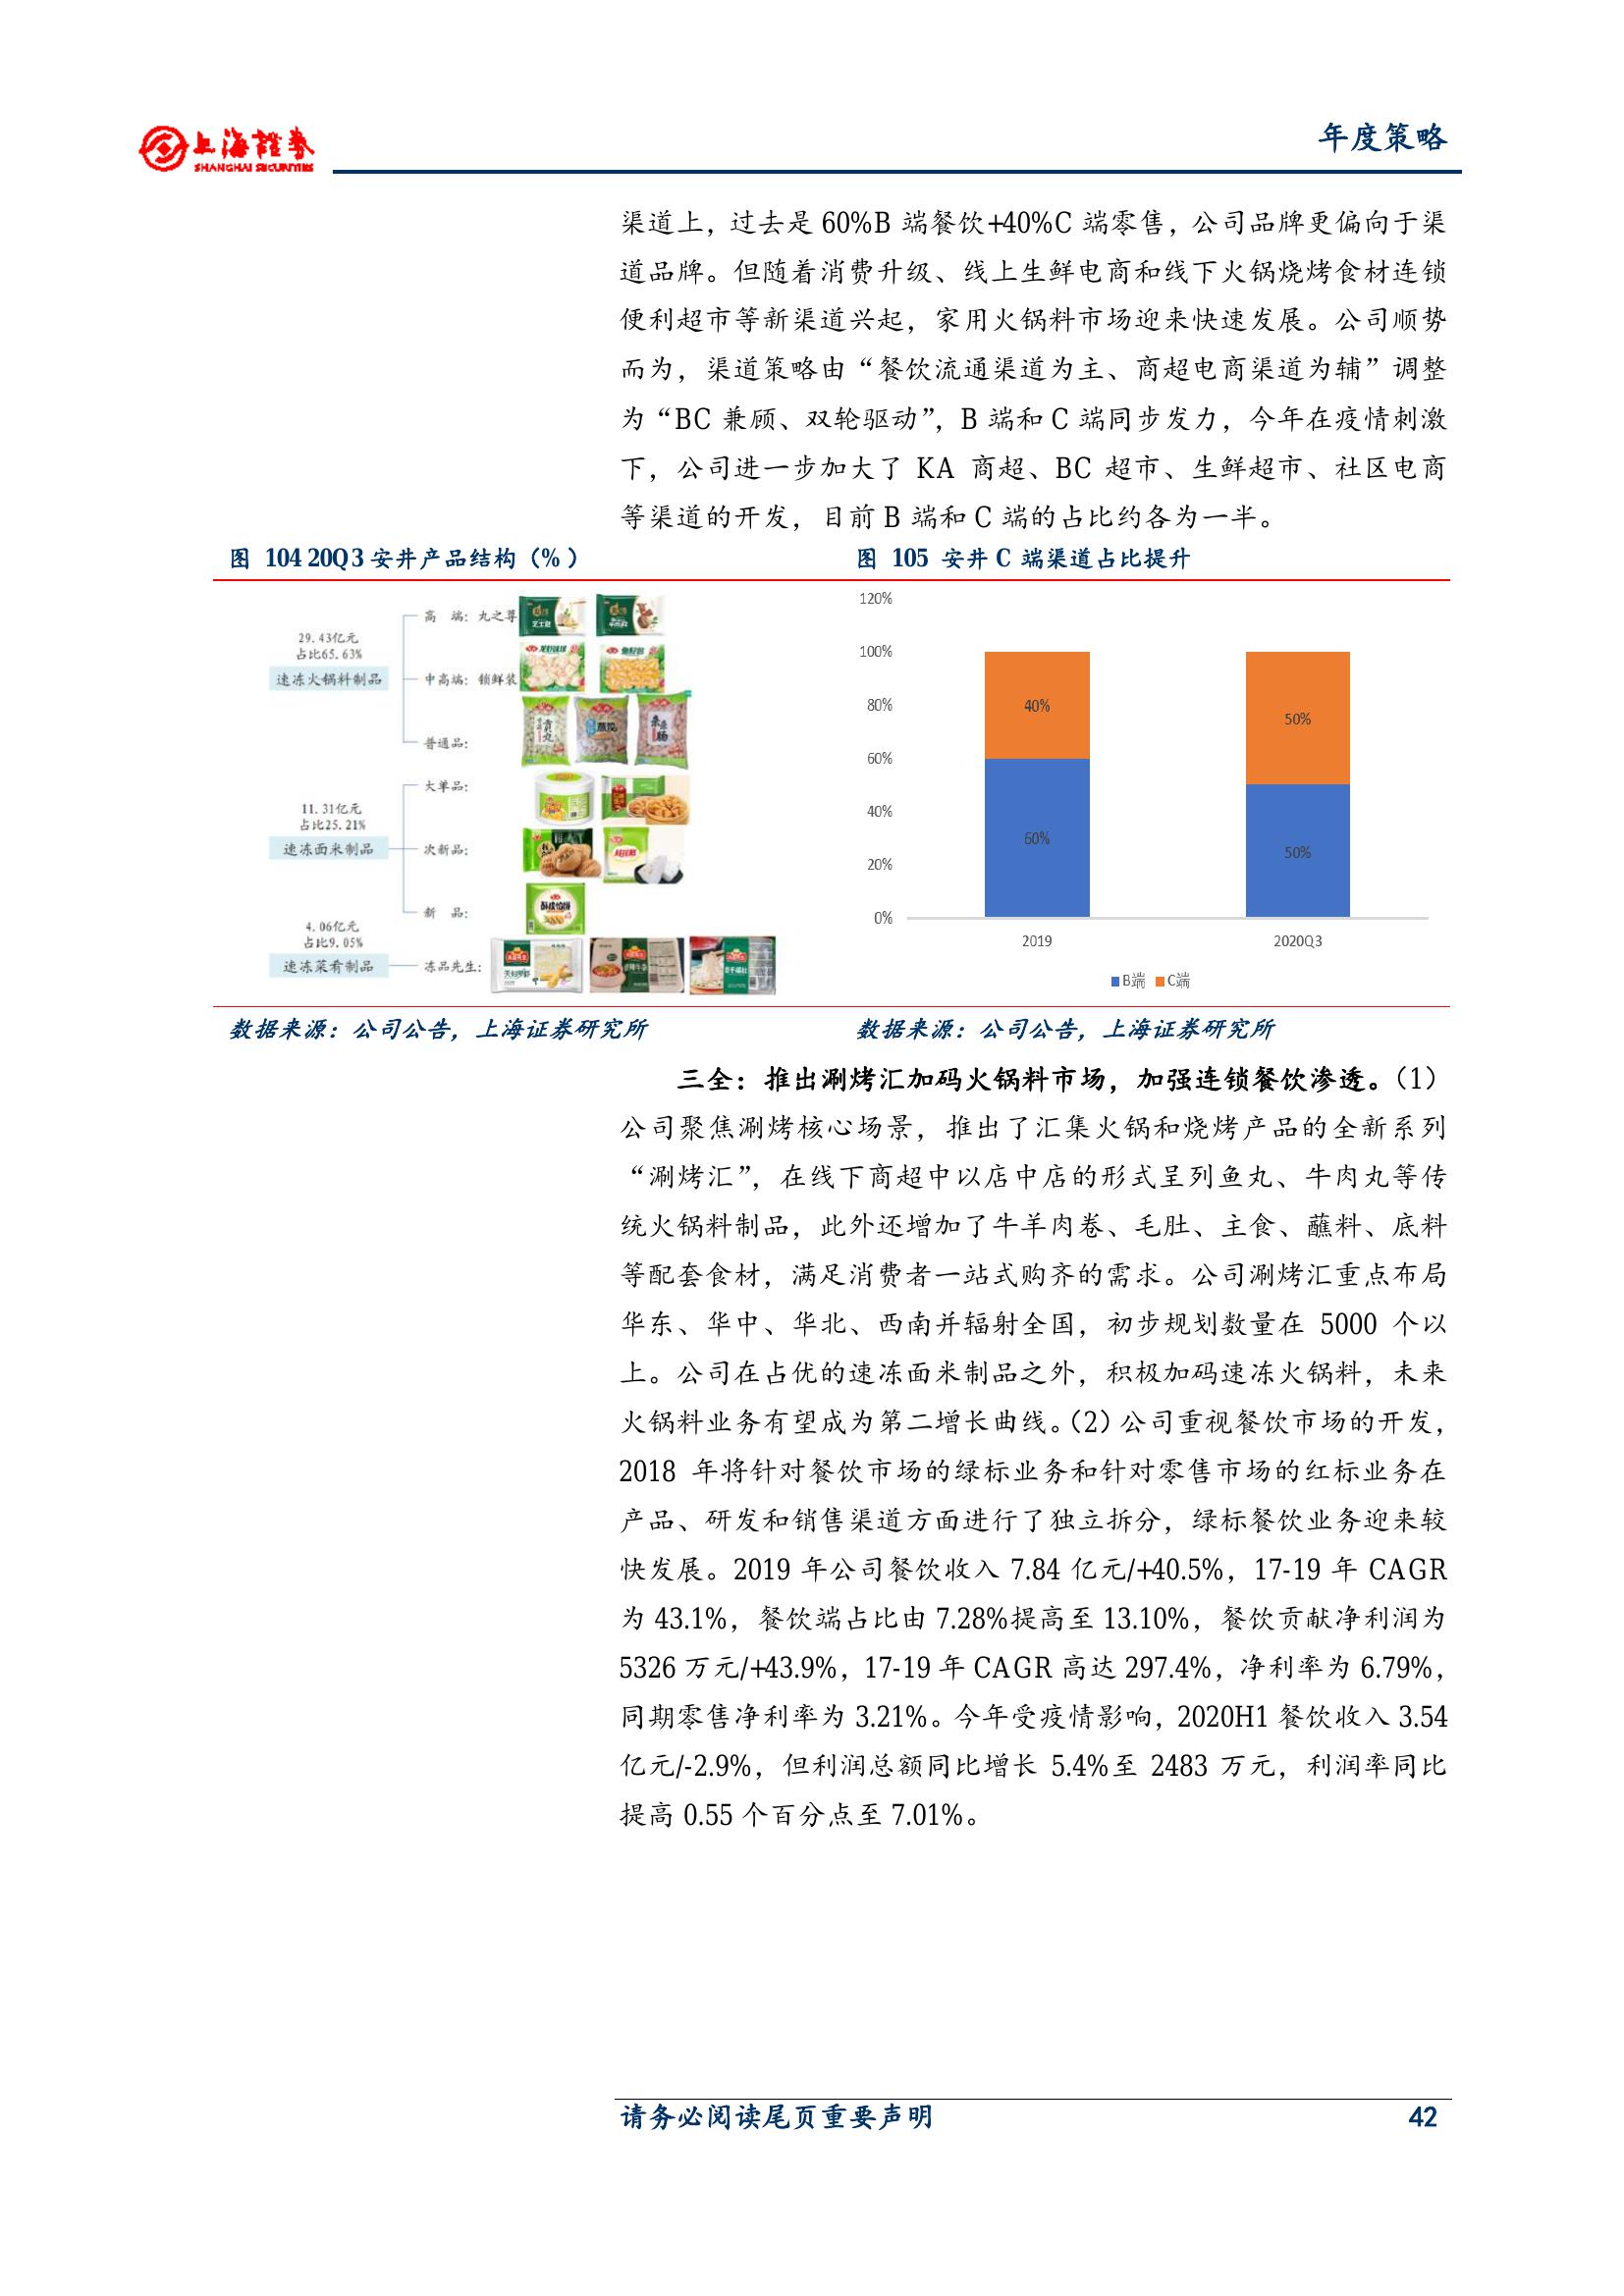 上海證券
SHANGHAI SECURITIES
年度策略
渠道上，过去是 60%B 端餐饮+40%C 端零售，公司品牌更偏向于渠
道品牌。但随着消费升级、线上生鲜电商和线下火锅烧烤食材连锁
便利超市等新渠道兴起，家用火锅料市场迎来快速发展。公司顺势
而为，渠道策略由“餐饮流通渠道为主、商超电商渠道为辅”调整
为“BC 兼顾、双轮驱动”，B 端和 C 端同步发力，今年在疫情刺激
下，公司进一步加大了 KA 商超、BC 超市、生鲜超市、社区电商
等渠道的开发，目前 B 端和 C 端的占比约各为一半。
图 104 20Q3 安井产品结构（%）
29.43亿元
占比65.63%
速冻火锅料制品
高 端：丸之尊
中高端：锁鲜装
普通品：
11.31亿元
占比25.21%
速冻面米制品
大单品：
次新品：
新 品：
4.06亿元
占比9.05%
速冻菜肴制品
冻品先生：
图 105 安井 C 端渠道占比提升
120%
100%
80%
60%
40%
20%
0%
40%
60%
50%
50%
2019
2020Q3
B端 C端
数据来源：公司公告，上海证券研究所
数据来源：公司公告，上海证券研究所
三全：推出涮烤汇加码火锅料市场，加强连锁餐饮渗透。（1）
公司聚焦涮烤核心场景，推出了汇集火锅和烧烤产品的全新系列
“涮烤汇”，在线下商超中以店中店的形式呈列鱼丸、牛肉丸等传
统火锅料制品，此外还增加了牛羊肉卷、毛肚、主食、蘸料、底料
等配套食材，满足消费者一站式购齐的需求。公司涮烤汇重点布局
华东、华中、华北、西南并辐射全国，初步规划数量在 5000 个以
上。公司在占优的速冻面米制品之外，积极加码速冻火锅料，未来
火锅料业务有望成为第二增长曲线。（2）公司重视餐饮市场的开发，
2018 年将针对餐饮市场的绿标业务和针对零售市场的红标业务在
产品、研发和销售渠道方面进行了独立拆分，绿标餐饮业务迎来较
快发展。2019 年公司餐饮收入 7.84 亿元/+40.5%，17-19 年 CAGR
为 43.1%，餐饮端占比由 7.28%提高至 13.10%，餐饮贡献净利润为
5326 万元/+43.9%，17-19 年 CAGR 高达 297.4%，净利率为 6.79%，
同期零售净利率为 3.21%。今年受疫情影响，2020H1 餐饮收入 3.54
亿元/-2.9%，但利润总额同比增长 5.4%至 2483 万元，利润率同比
提高 0.55 个百分点至 7.01%。
请务必阅读尾页重要声明
42